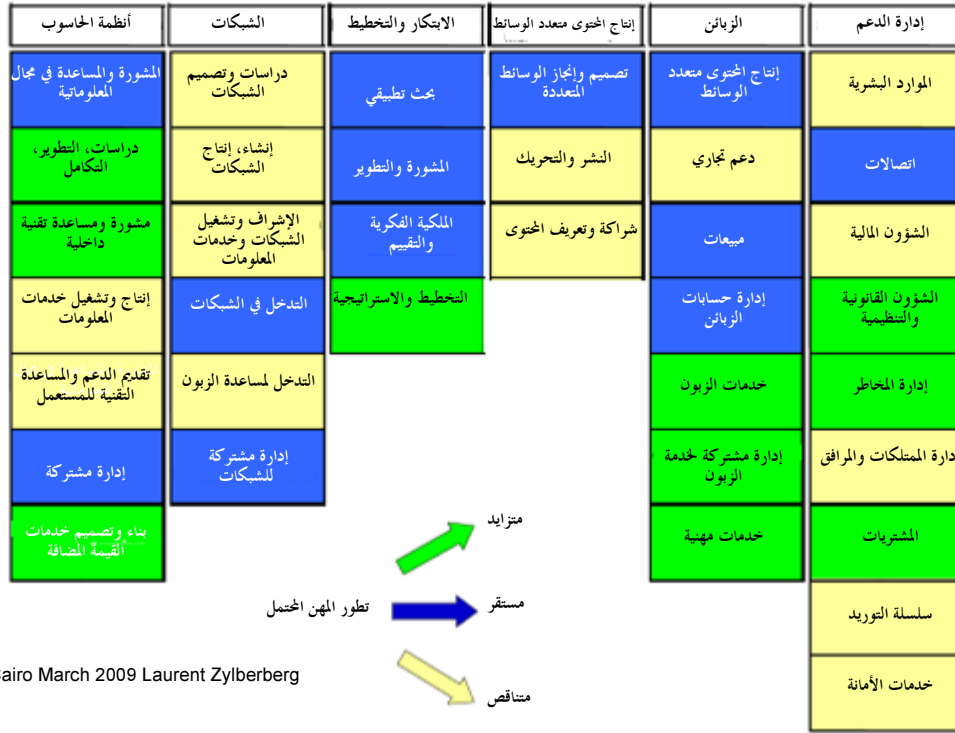 إدارة الدعم
الموارد البشرية
اتصالات
الشؤون المالية
الشؤون القانونية
والتنظيمية
إدارة المخاطر
دارة الممتلكات والمرافق
المشتريات
سلسلة التوريد
خدمات الأمانة
الزبائن
إنتاج المحتوى متعدد
الوسائط
دعم تجاري
مبيعات
إدارة حسابات
الزبائن
خدمات الزبون
إدارة مشتركة لخدمة
الزبون
خدمات مهنية
إنتاج المحتوى متعدد الوسائط
تصميم وإنجاز الوسائط
المتعددة
النشر والتحريك
شراكة وتعريف المحتوى
الابتكار والتخطيط
بحث تطبيقي
المشورة والتطوير
الملكية الفكرية
والتقييم
التخطيط والاستراتيجية
الشبكات
دراسات وتصميم
الشبكات
إنشاء، إنتاج
الشبكات
الإشراف وتشغيل
الشبكات وخدمات
المعلومات
التدخل في الشبكات
التدخل لمساعدة الزبون
إدارة مشتركة
للشبكات
أنظمة الحاسوب
المشورة والمساعدة في مجال
المعلوماتية
دراسات، التطوير،
التكامل
مشورة ومساعدة تقنية
داخلية
إنتاج وتشغيل خدمات
المعلومات
تقديم الدعم والمساعدة
التقنية للمستعمل
إدارة مشتركة
بناء وتصميم خدمات
القيمة المضافة
متزايد
مستقر
تطور المهن المحتمل
متناقص
Cairo March 2009 Laurent Zylberberg